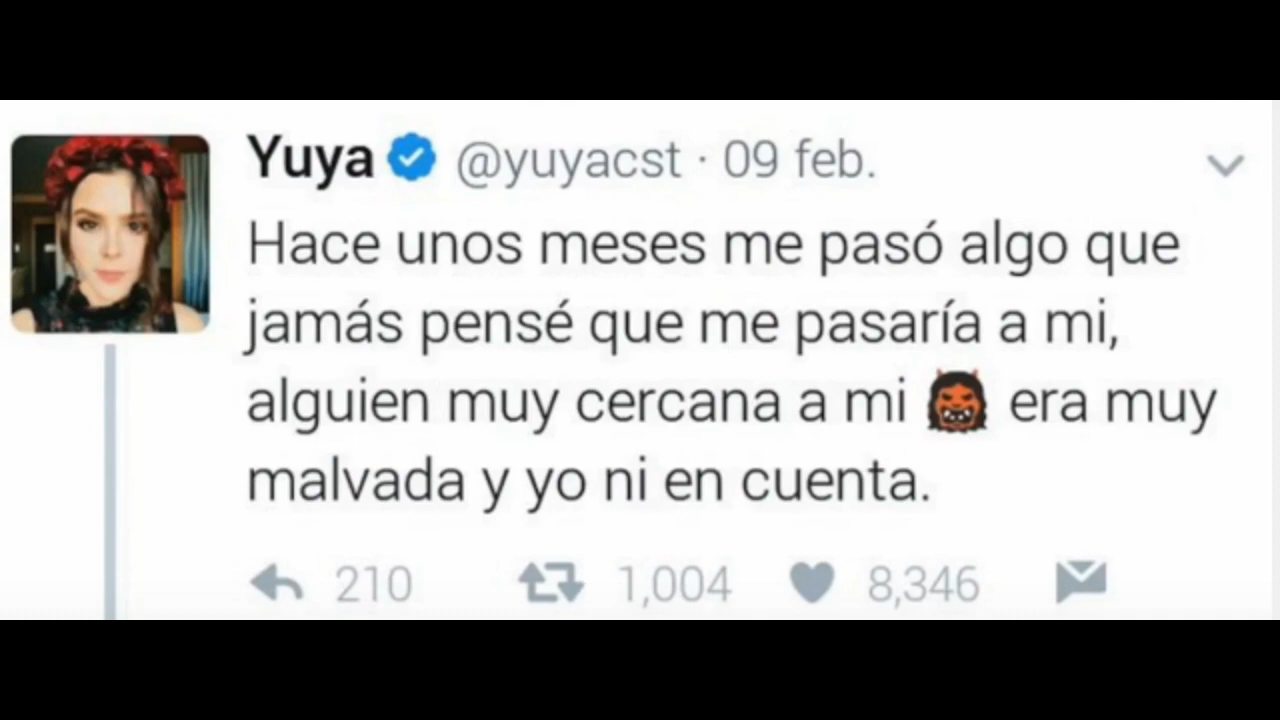 Yuya @yuyacst · 09 feb.
Hace unos meses me pasó algo que
jamás pensé que me pasaría a mi,
alguien muy cercana a mi 👹 era muy
malvada y yo ni en cuenta.
210 1,004 8,346